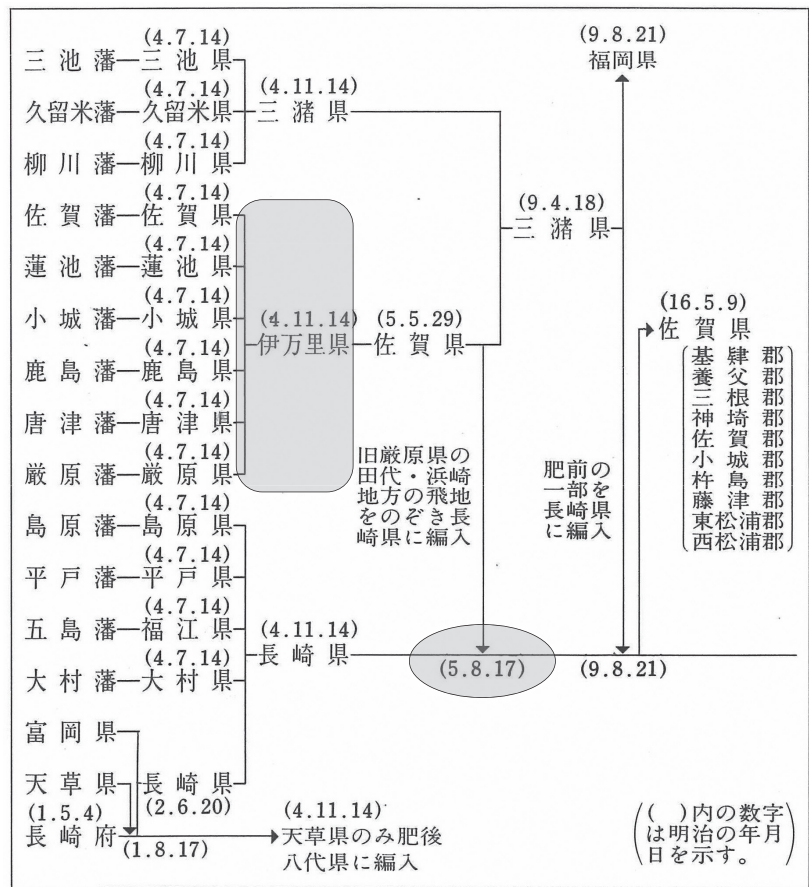 (4.7.14)
三池藩―三池県
(4.7.14)
久留米藩―久留米県
(4.7.14)
柳川藩―柳川県
(4.11.14)
三潴県
(4.7.14)
佐賀藩―佐賀県
(4.7.14)
蓮池藩―蓮池県
(4.7.14)
小城藩―小城県
(4.7.14)
鹿島藩―鹿島県
(4.7.14)
唐津藩―唐津県
(4.7.14)
厳原藩―厳原県
(4.11.14)
伊万里県
(5.5.29)
佐賀県
(9.4.18)
三潴県
(9.8.21)
福岡県
旧厳原県の
田代・浜崎
地方の飛地
をのぞき長
崎県に編入
(5.8.17)
肥前の
一部を
長崎県
に編入
(9.8.21)
(16.5.9)
佐賀県
基肄郡
養父郡
三根郡
神埼郡
佐賀郡
小城郡
杵島郡
藤津郡
東松浦郡
西松浦郡
(4.7.14)
島原藩―島原県
(4.7.14)
平戸藩―平戸県
(4.7.14)
五島藩―福江県
(4.7.14)
大村藩―大村県
(4.11.14)
長崎県
富岡県
天草県
長崎県
(2.6.20)
(1.5.4)
長崎府
(1.8.17)
(4.11.14)
天草県のみ肥後
八代県に編入
( )内の数字
は明治の年月
日を示す。